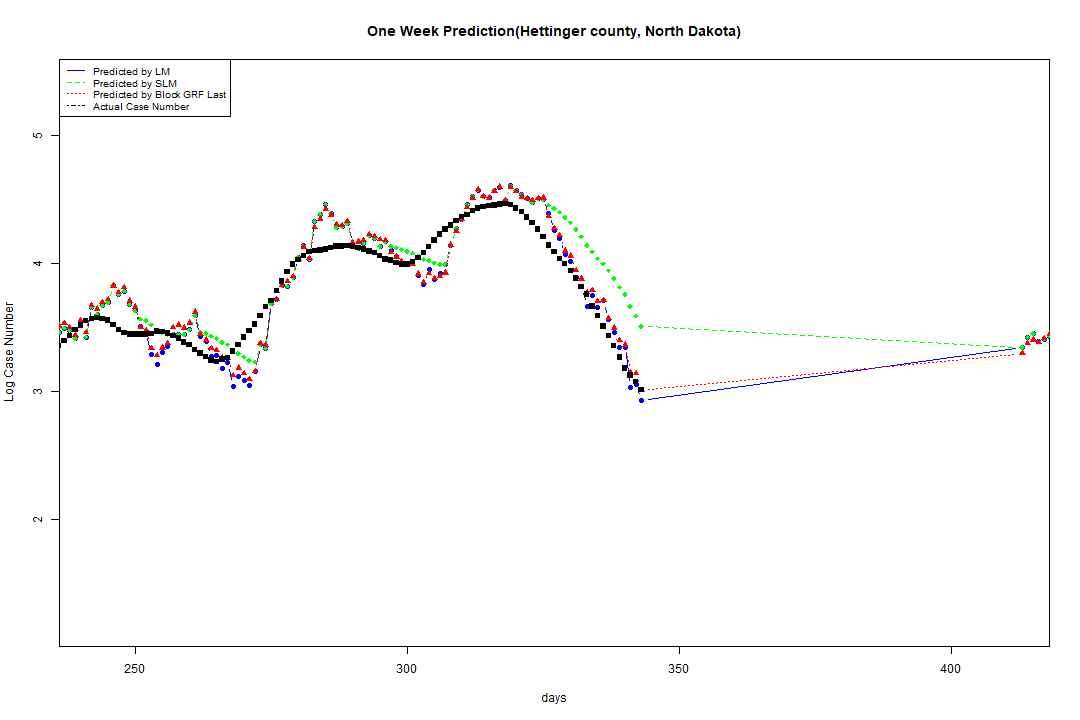 One Week Prediction(Hettinger county, North Dakota)
Predicted by LM
Predicted by SLM
Predicted by Block GRF Last
Actual Case Number
5
4
3
2
Log Case Number
250
300
350
400
days